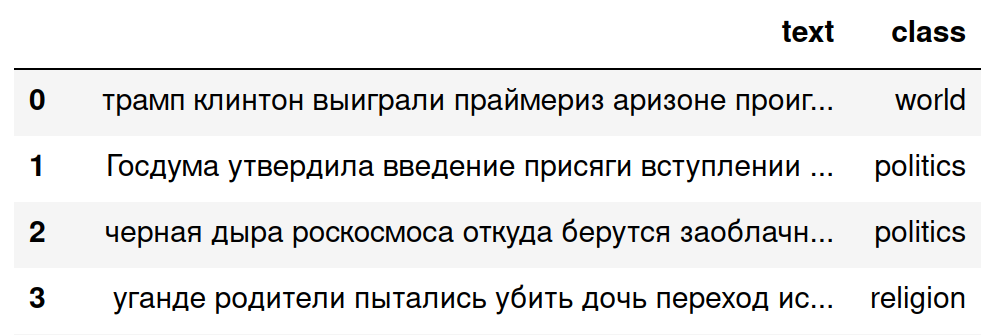 text class
0 трамп клинтон выиграли праймериз аризоне проиг... world
1 Госдума утвердила введение присяги вступлении ... politics
2 черная дыра роскосмоса откуда берутся заоблачн... politics
3 уганде родители пытались убить дочь переход ис... religion